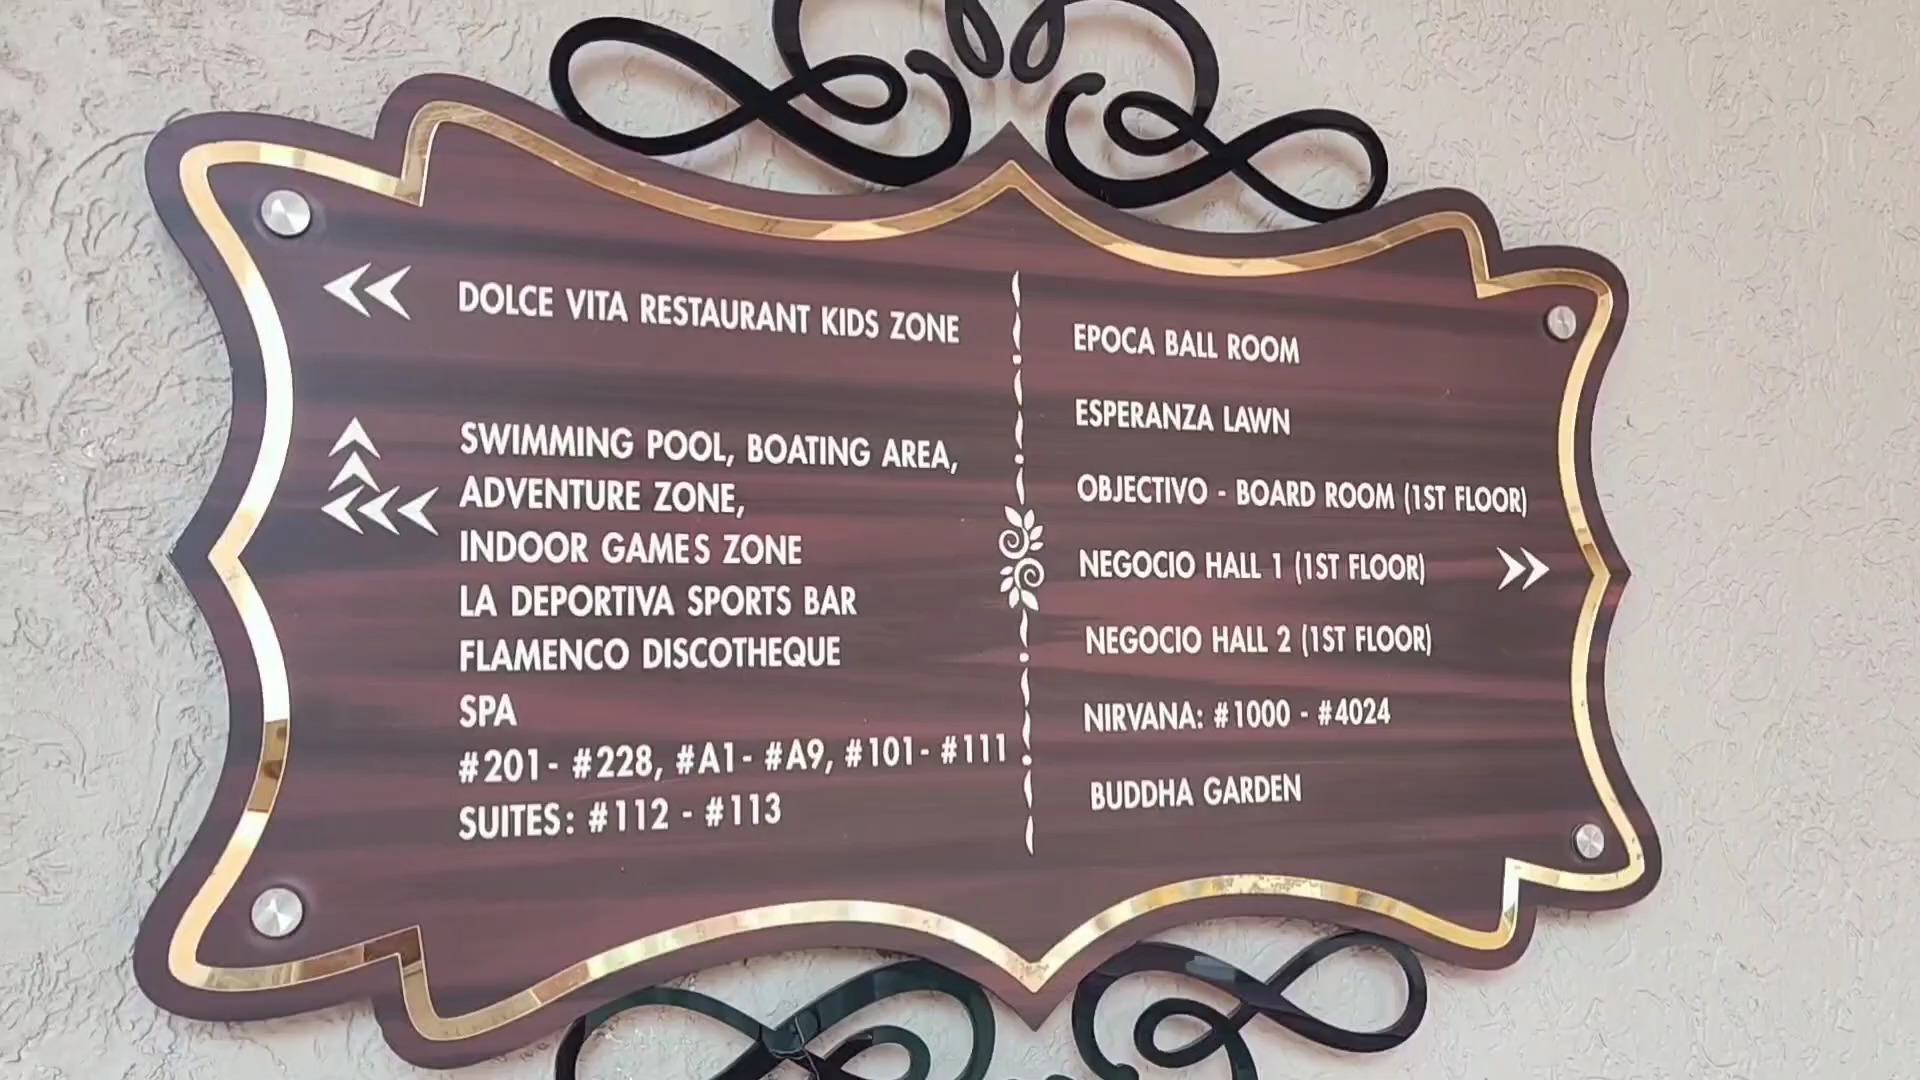 DOLCE VITA RESTAURANT KIDS ZONE
SWIMMING POOL, BOATING AREA,
ADVENTURE ZONE,
INDOOR GAMES ZONE
LA DEPORTIVA SPORTS BAR
FLAMENCO DISCOTHEQUE
SPA
#201- #228, #A1- #A9, #101- #111
SUITES: #112 - #113
EPOCA BALL ROOM
ESPERANZA LAWN
OBJECTIVO - BOARD ROOM (1ST FLOOR)
NEGOCIO HALL 1 (1ST FLOOR)
NEGOCIO HALL 2 (1ST FLOOR)
NIRVANA: #1000 - #4024
BUDDHA GARDEN